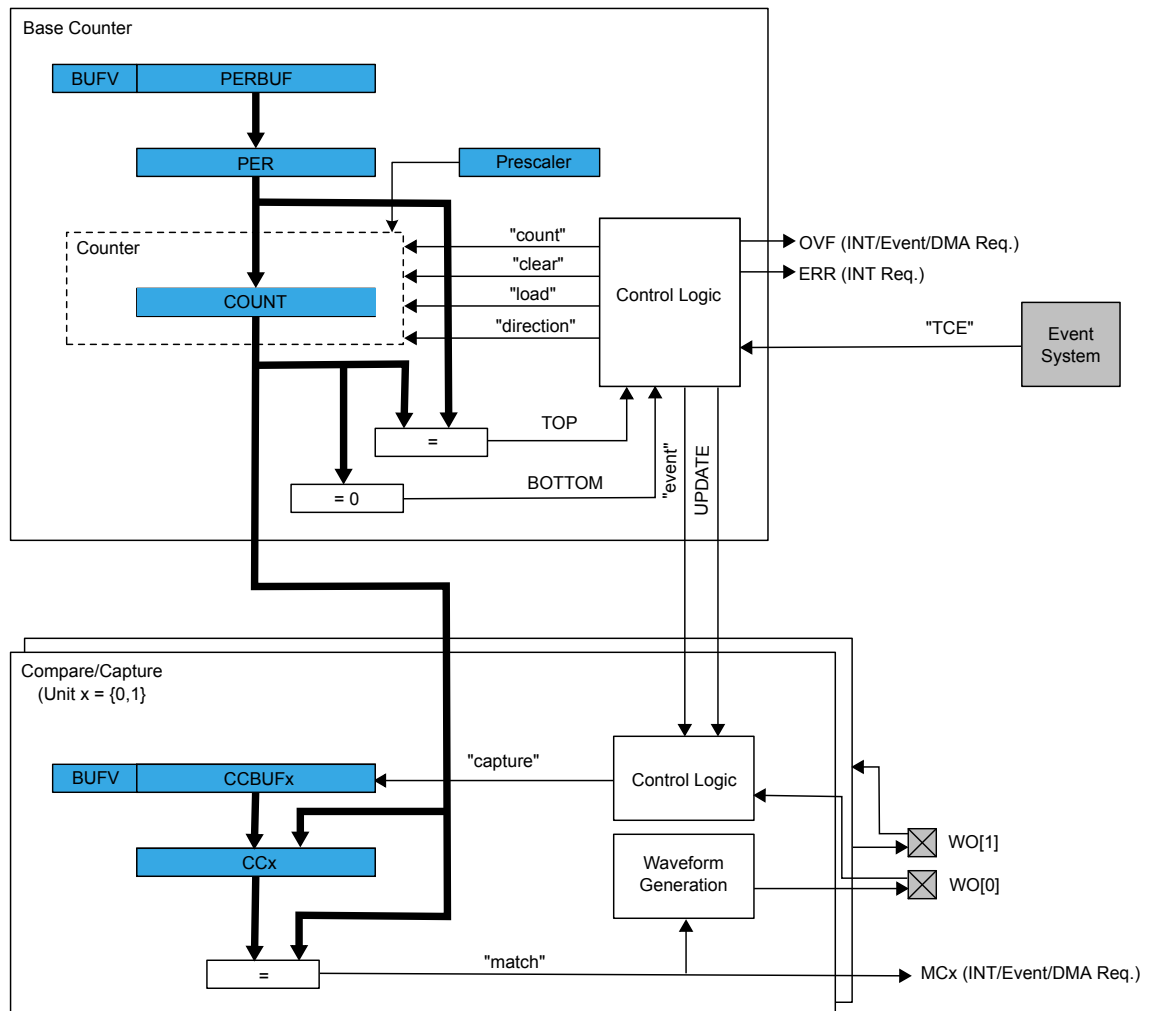 Base Counter
BUFV
PERBUF
PER
Prescaler
Counter
COUNT
"count"
"clear"
"load"
"direction"
Control Logic
OVF (INT/Event/DMA Req.)
ERR (INT Req.)
"TCE"
Event
System
=
TOP
= 0
BOTTOM
"event"
UPDATE
Compare/Capture
(Unit x = {0,1}
BUFV
CCBUFx
"capture"
Control Logic
CCx
Waveform
Generation
WO[1]
WO[0]
=
"match"
MCx (INT/Event/DMA Req.)